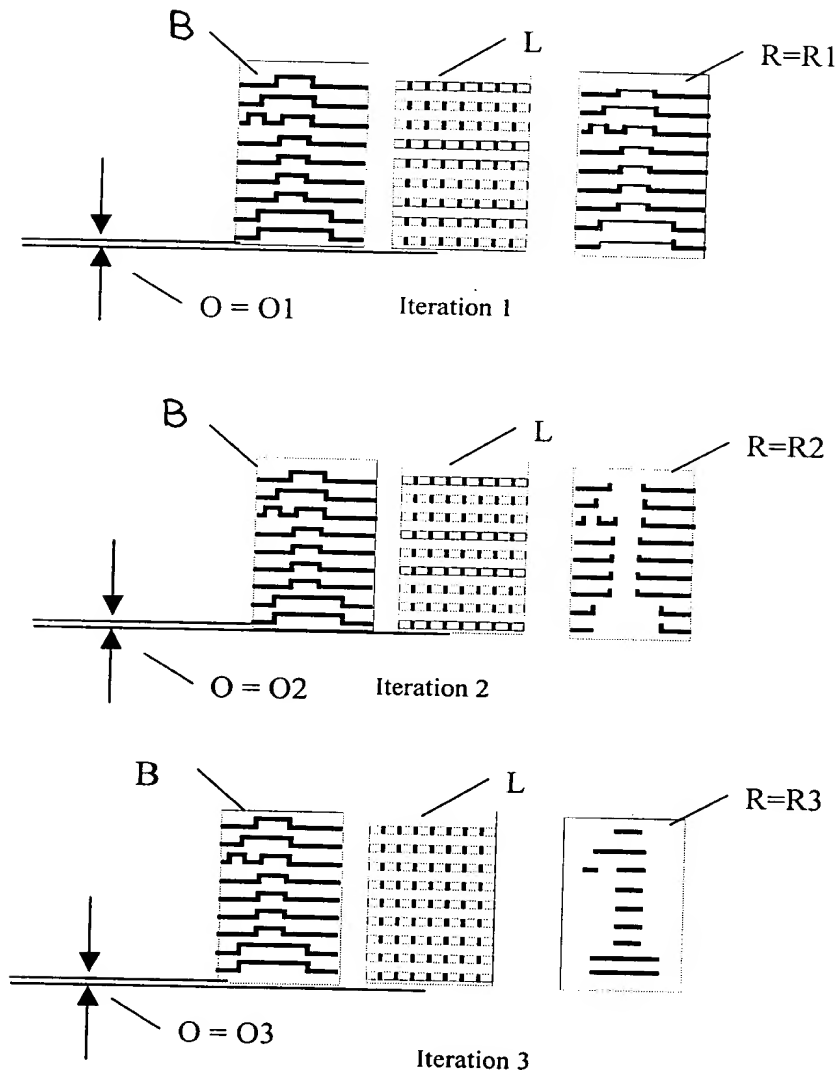 B
L
R=R1
O = O1
Iteration 1
B
L
R=R2
O = O2
Iteration 2
B
L
R=R3
O = O3
Iteration 3